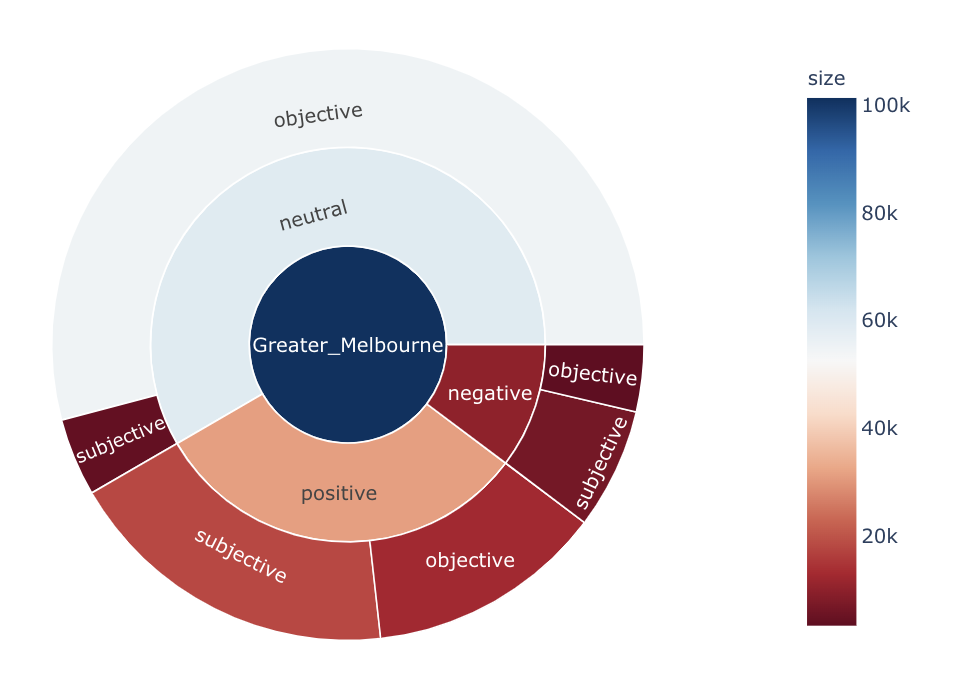 size
100k
80k
60k
40k
20k
objective
neutral
Greater_Melbourne
objective
negative
subjective
subjective
positive
subjective
objective